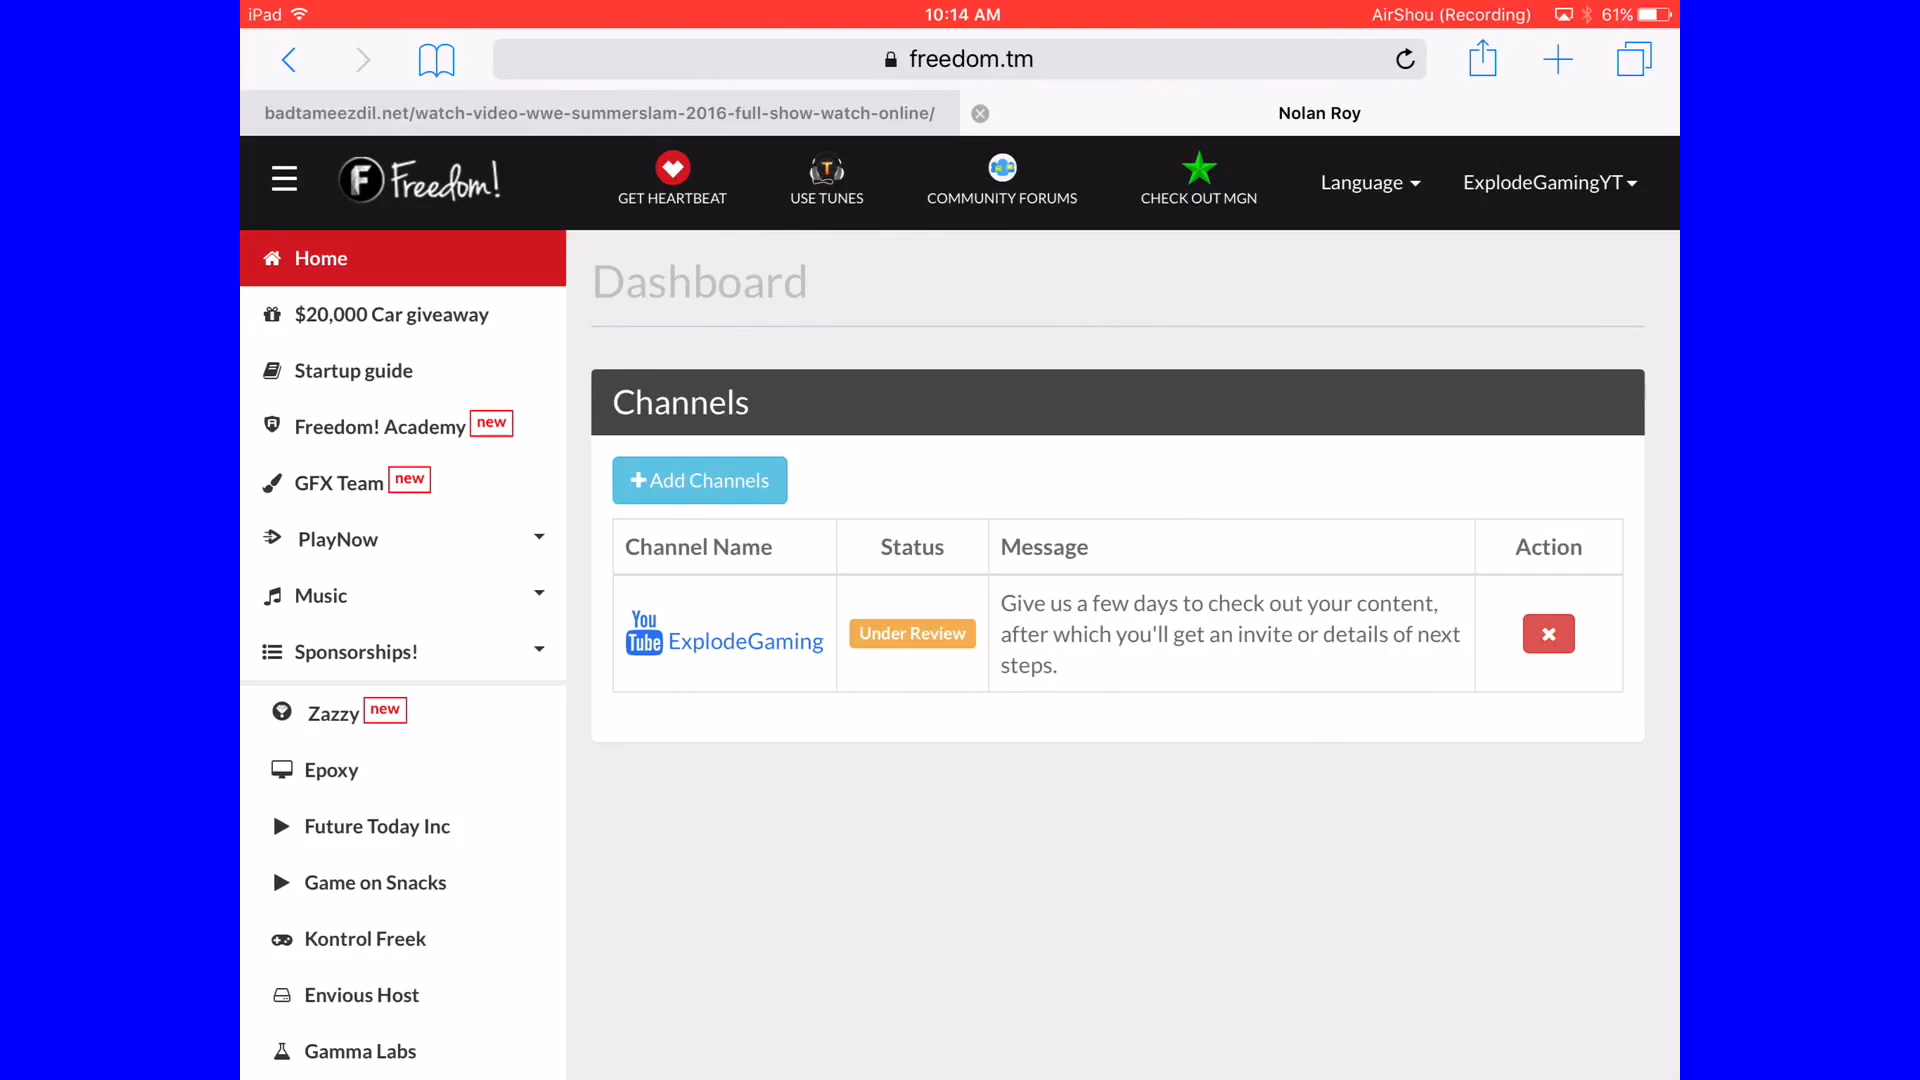 iPad 10:14 AM AirShou (Recording) 61%
freedom.tm
badtameezdil.net/watch-video-wwe-summerslam-2016-full-show-watch-online/ Nolan Roy
F Freedom! GET HEARTBEAT T USE TUNES COMMUNITY FORUMS CHECK OUT MGN Language ExplodeGamingYT
Home
$20,000 Car giveaway
Startup guide
Freedom! Academy new
GFX Team new
PlayNow
Music
Sponsorships!
Zazzy new
Epoxy
Future Today Inc
Game on Snacks
Kontrol Freek
Envious Host
Gamma Labs
Dashboard
Channels
Add Channels
Channel Name Status Message Action
You Tube ExplodeGaming Under Review
Give us a few days to check out your content,
after which you'll get an invite or details of next
steps.